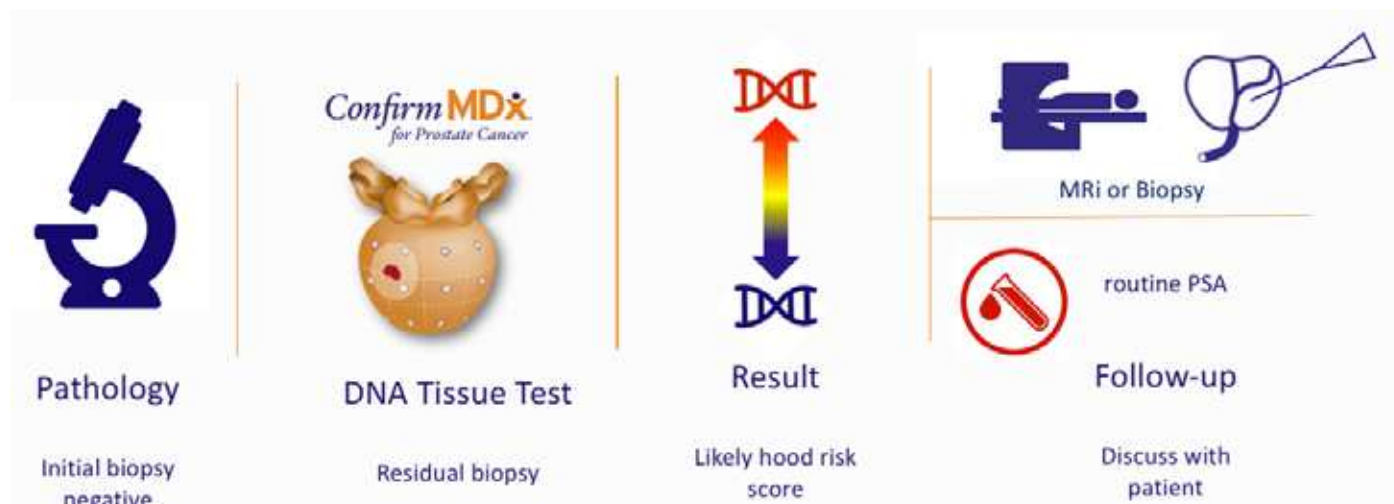 Confirm MDx
for Prostate Cancer
MRi or Biopsy
routine PSA
Pathology
DNA Tissue Test
Result
Follow-up
Initial biopsy
negative
Residual biopsy
Likely hood risk
score
Discuss with
patient